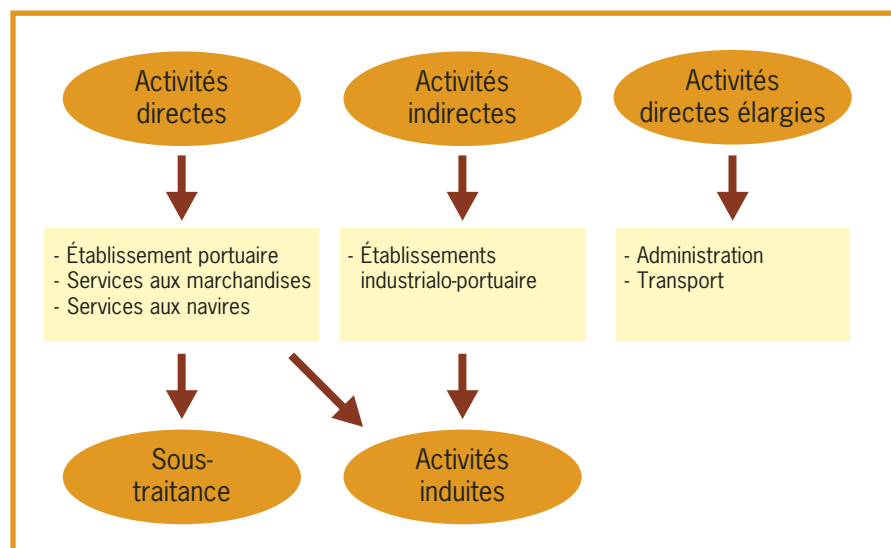 Activités
directes
Activités
indirectes
Activités
directes élargies
- Établissement portuaire
- Services aux marchandises
- Services aux navires
- Établissements
industrialo-portuaire
- Administration
- Transport
Sous-
traitance
Activités
induites